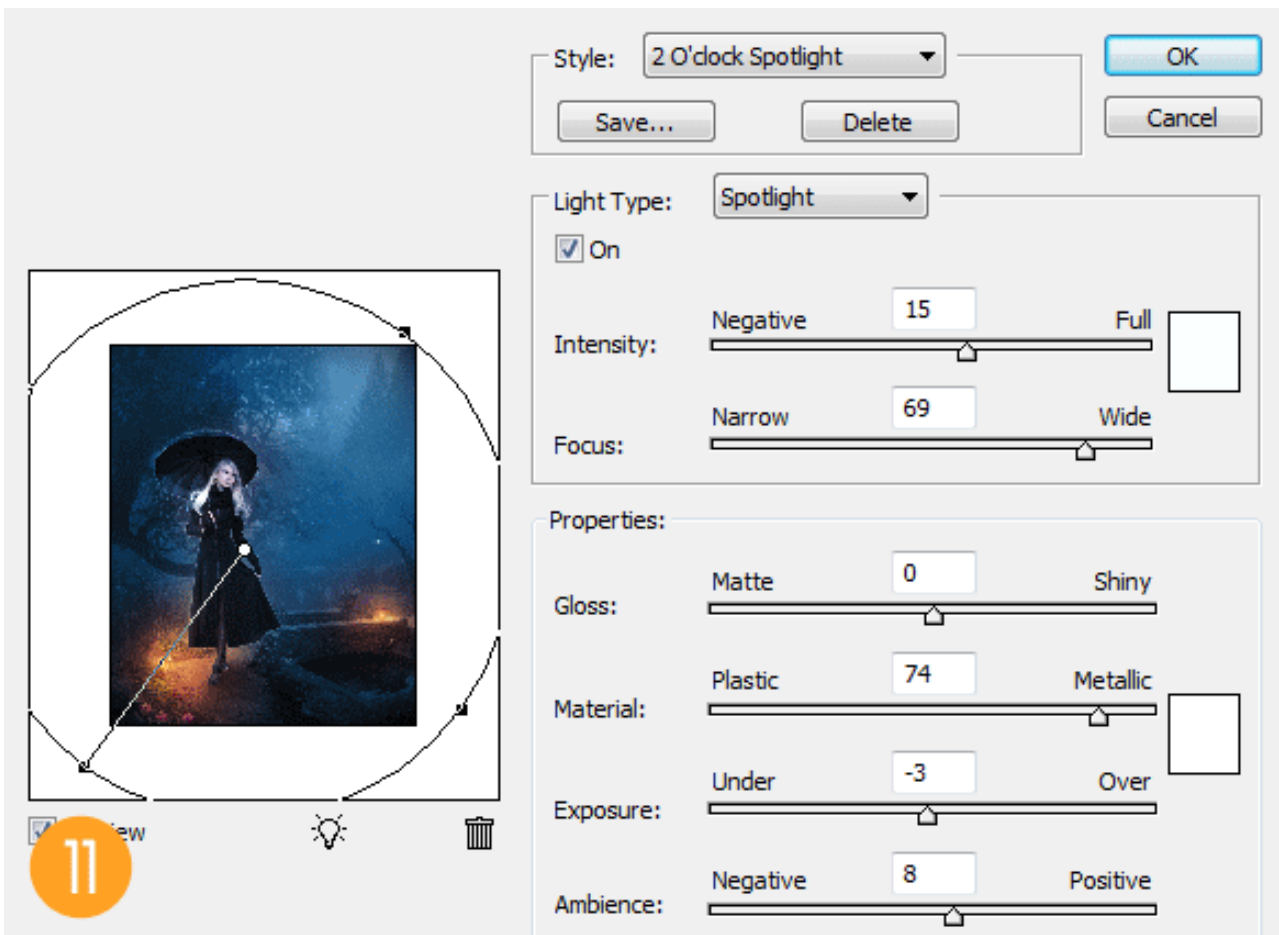 Style: 2 O'clock Spotlight
OK
Save... Delete
Cancel
Light Type: Spotlight
On
Negative 15 Full
Intensity:
Narrow 69 Wide
Focus:
Properties:
Matte 0 Shiny
Gloss:
Plastic 74 Metallic
Material:
Under -3 Over
Exposure:
Negative 8 Positive
Ambience:
11